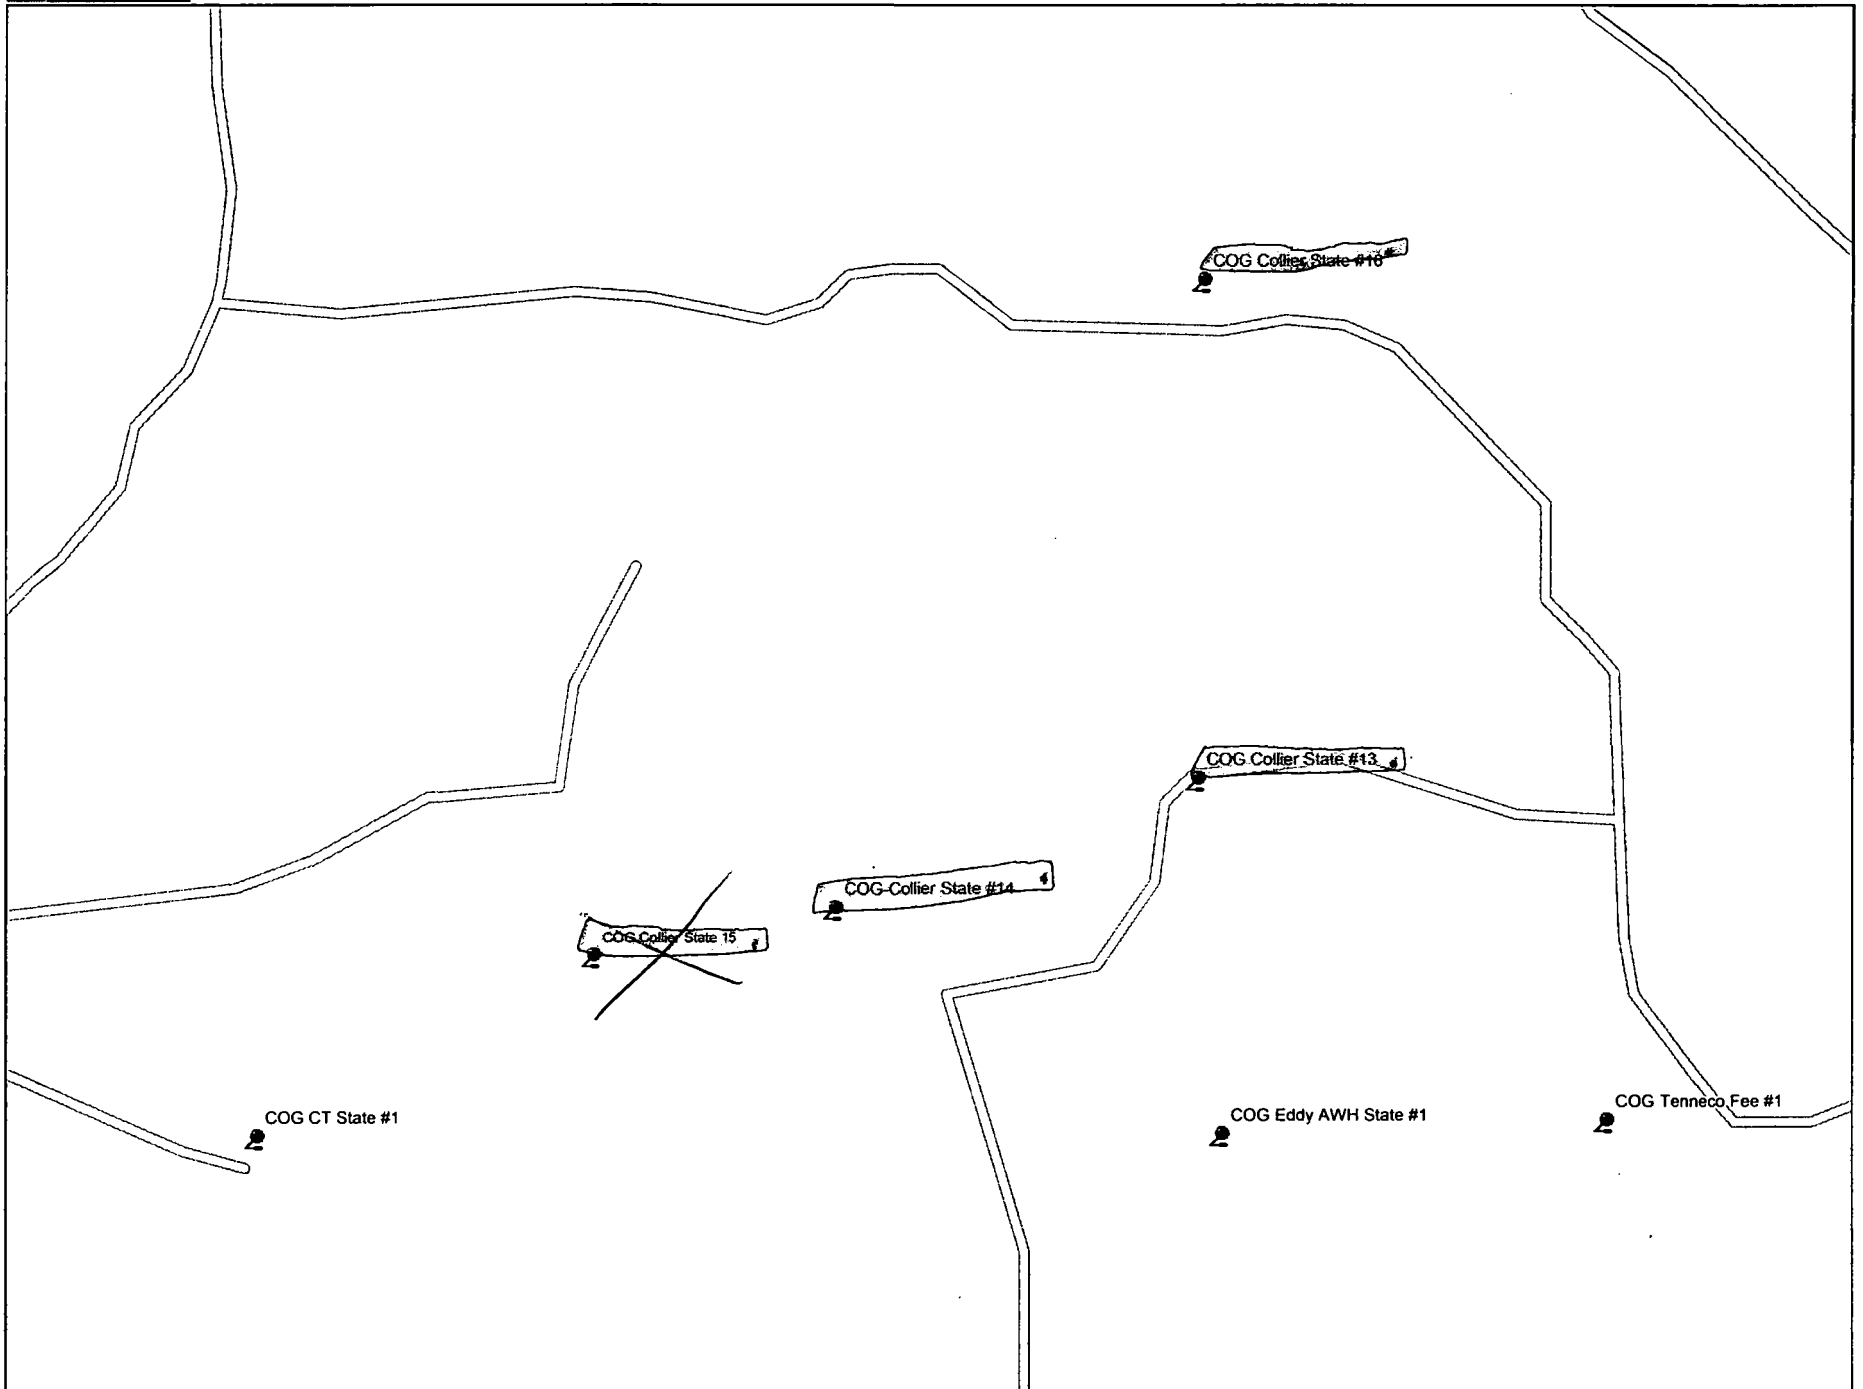 COG Collier State #16
COG Collier State #13
COG Collier State #14
COG Collier State 15
COG CT State #1
COG Eddy AWH State #1
COG Tenneco Fee #1